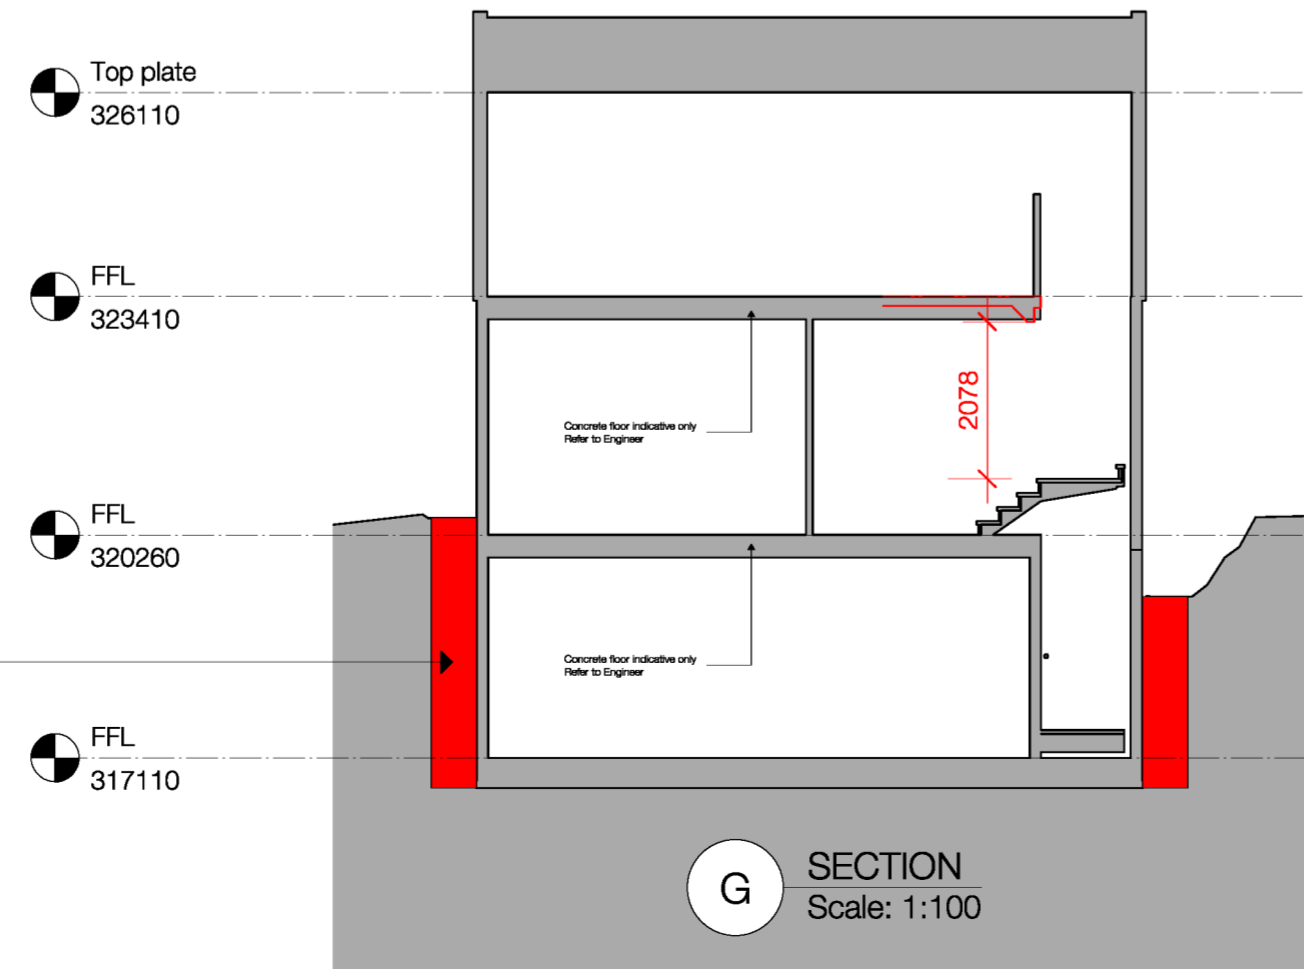 Top plate
326110
FFL
323410
2078
Concrete floor indicative only
Refer to Engineer
FFL
320260
Concrete floor indicative only
Refer to Engineer
FFL
317110
G
SECTION
Scale: 1:100